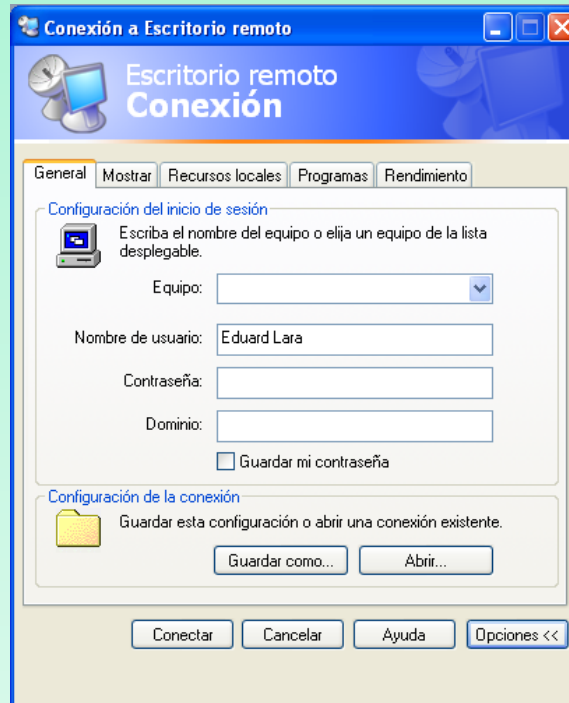 Conexión a Escritorio remoto
Escritorio remoto
Conexión
General Mostrar Recursos locales Programas Rendimiento
Configuración del inicio de sesión
Escriba el nombre del equipo o elija un equipo de la lista
desplegable.
Equipo:
Nombre de usuario: Eduard Lara
Contraseña:
Dominio:
Guardar mi contraseña
Configuración de la conexión
Guardar esta configuración o abrir una conexión existente.
Guardar como... Abrir...
Conectar Cancelar Ayuda Opciones <<